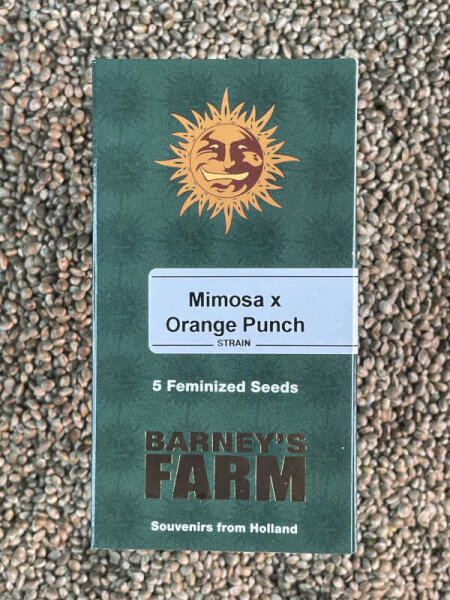 Mimosa x
Orange Punch
STRAIN
5 Feminized Seeds
BARNEY'S
FARM
Souvenirs from Holland